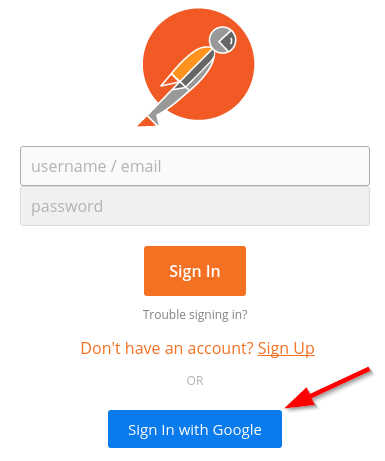 username / email
password
Sign In
Trouble signing in?
Don't have an account? Sign Up
OR
Sign In with Google